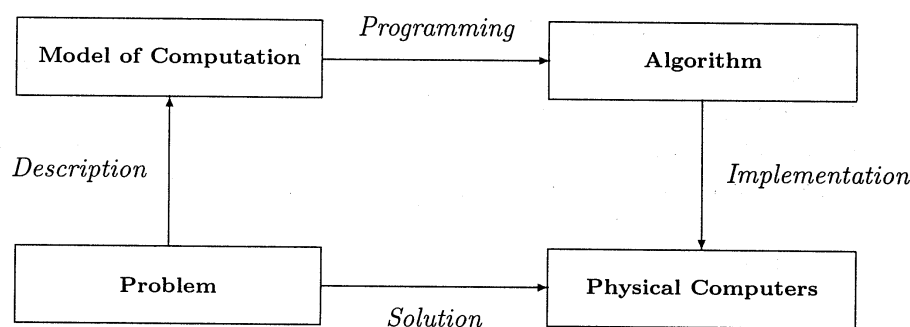 Programming
Model of Computation
Algorithm
Description
Implementation
Problem
Physical Computers
Solution